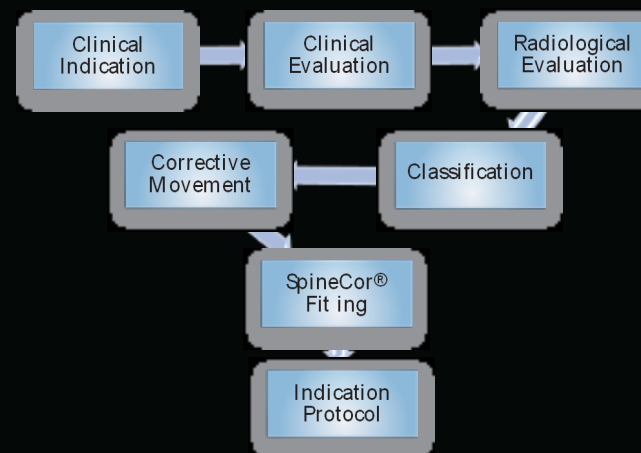 Clinical
Indication
Clinical
Evaluation
Radiological
Evaluation
Classification
Corrective
Movement
SpineCor®
Fit ing
Indication
Protocol